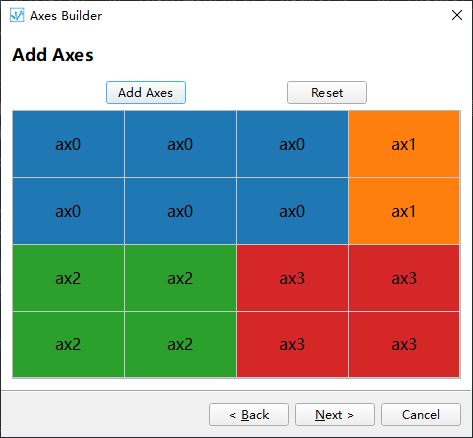 Axes Builder
Add Axes
Add Axes Reset
ax0 ax0 ax0 ax1
ax0 ax0 ax0 ax1
ax2 ax2 ax3 ax3
ax2 ax2 ax3 ax3
< Back Next > Cancel